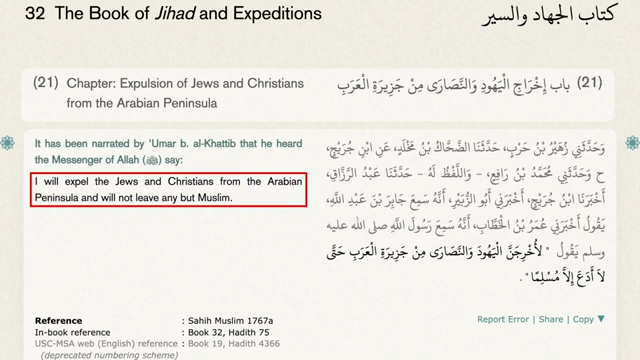 32 The Book of Jihad and Expeditions
كتاب الجهاد والسير
(21) Chapter: Expulsion of Jews and Christians
from the Arabian Peninsula
(21) باب إِخْرَاجِ الْيَهُودِ وَالنَّصَارَى مِنْ جَزِيرَةِ الْعَرَبِ
It has been narrated by 'Umar b. al-Khattib that he heard
the Messenger of Allah (ﷺ) say:
I will expel the Jews and Christians from the Arabian
Peninsula and will not leave any but Muslim.
وَحَدَّثَنِي زُهَيْرُ بْنُ حَرْبٍ، حَدَّثَنَا الضَّحَّاكُ بْنُ مَخْلَدٍ، عَنِ ابْنِ جُرَيْجٍ،
ح وَحَدَّثَنِي مُحَمَّدُ بْنُ رَافِعٍ، - وَاللَّفْظُ لَهُ - حَدَّثَنَا عَبْدُ الرَّزَّاقِ،
أَخْبَرَنَا ابْنُ جُرَيْجٍ، أَخْبَرَنِي أَبُو الزُّبَيْرِ، أَنَّهُ سَمِعَ جَابِرَ بْنَ عَبْدِ اللَّهِ،
يَقُولُ أَخْبَرَنِي عُمَرُ بْنُ الْخَطَّابِ، أَنَّهُ سَمِعَ رَسُولَ اللَّهِ صلى الله عليه
وسلم يَقُولُ " لأُخْرِجَنَّ الْيَهُودَ وَالنَّصَارَى مِنْ جَزِيرَةِ الْعَرَبِ حَتَّى
لاَ أَدَعَ إِلاَّ مُسْلِمًا " .
Reference : Sahih Muslim 1767a
In-book reference : Book 32, Hadith 75
USC-MSA web (English) reference : Book 19, Hadith 4366
(deprecated numbering scheme)
Report Error | Share | Copy ▼